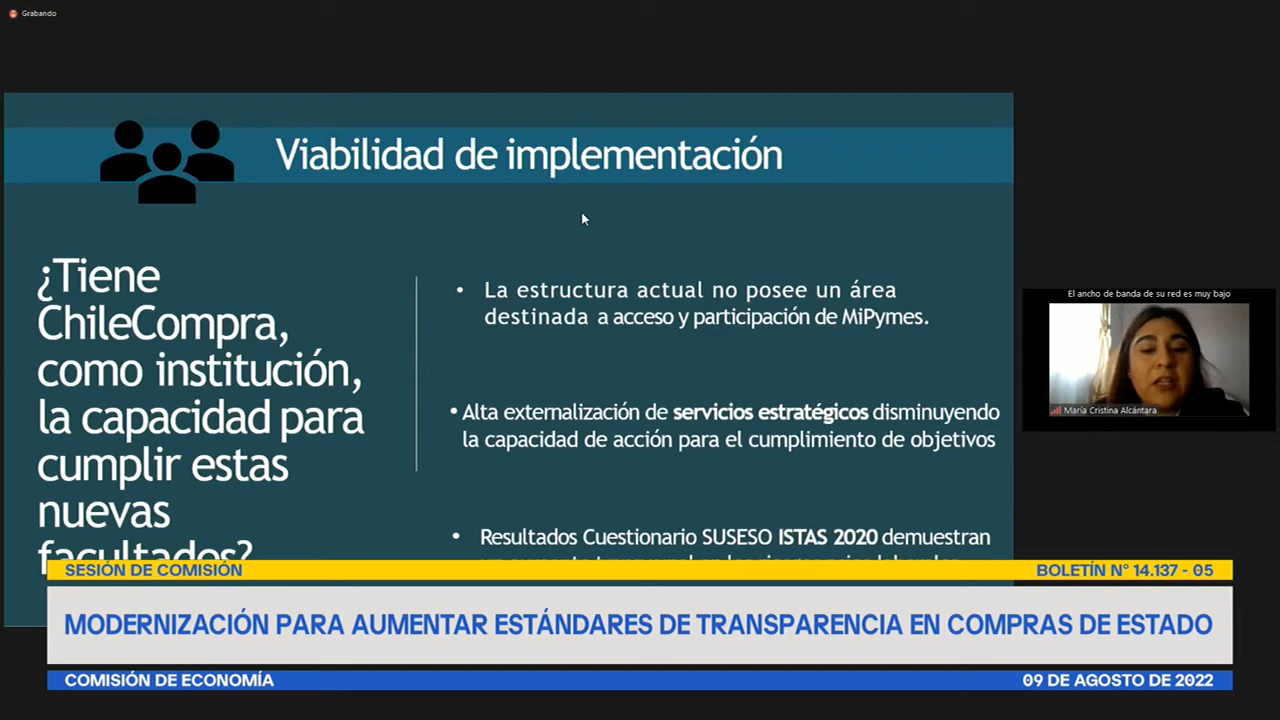 Grabando
Viabilidad de implementación
¿Tiene
ChileCompra,
como institución,
la capacidad para
cumplir estas
nuevas
facultades?
• La estructura actual no posee un área
destinada a acceso y participación de MiPymes.
• Alta externalización de servicios estratégicos disminuyendo
la capacidad de acción para el cumplimiento de objetivos
• Resultados Cuestionario SUSESO ISTAS 2020 demuestran
El ancho de banda de su red es muy bajo
María Cristina Alcántara
SESIÓN DE COMISIÓN
BOLETÍN N° 14.137 - 05
MODERNIZACIÓN PARA AUMENTAR ESTÁNDARES DE TRANSPARENCIA EN COMPRAS DE ESTADO
COMISIÓN DE ECONOMÍA
09 DE AGOSTO DE 2022